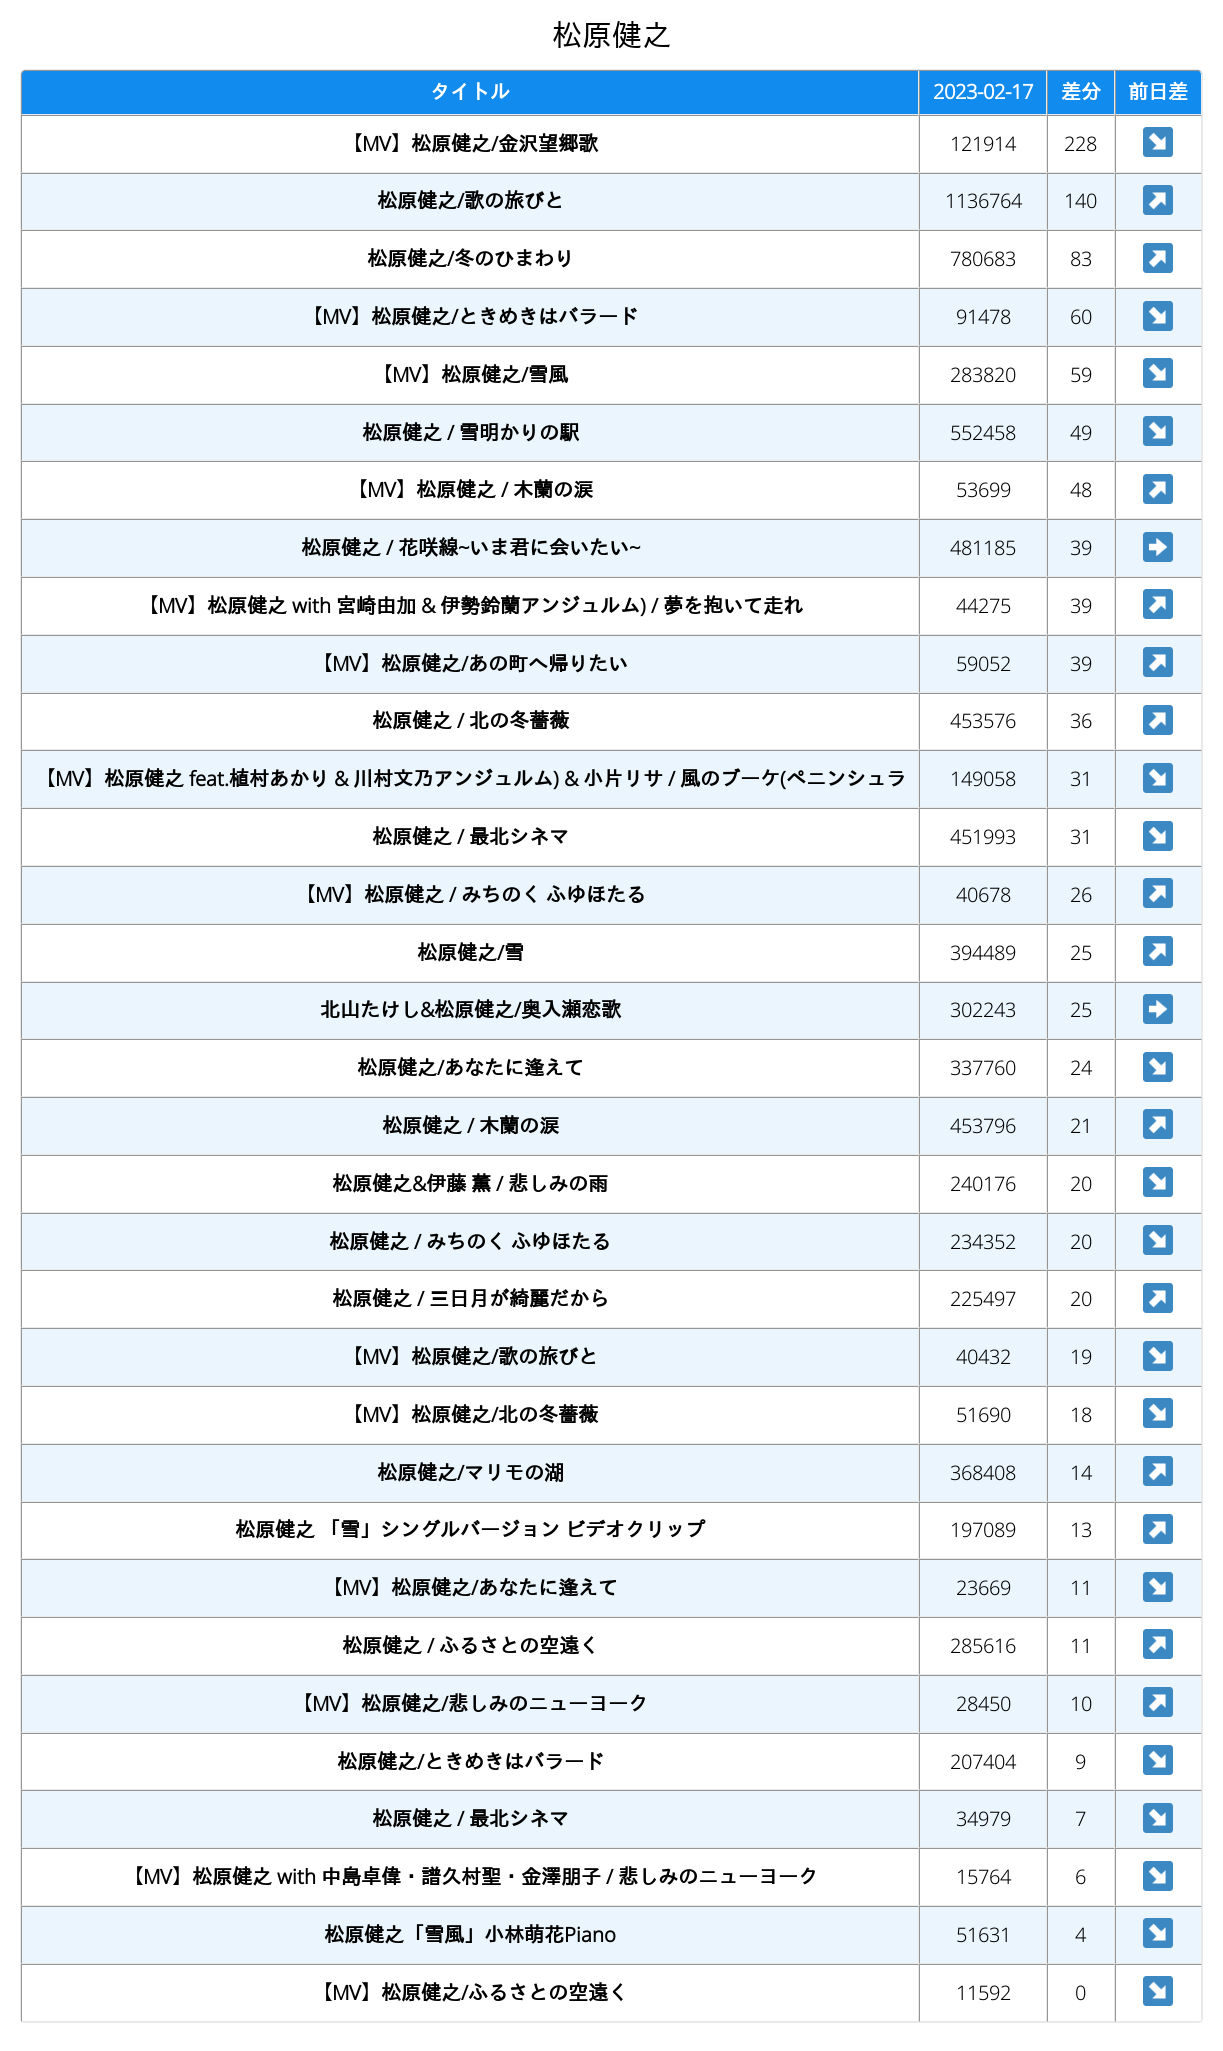 松原健之
タイトル 2023-02-17 差分 前日差
【MV】松原健之/金沢望郷歌 121914 228 ↘
松原健之/歌の旅びと 1136764 140 ↗
松原健之/冬のひまわり 780683 83 ↗
【MV】松原健之/ときめきはバラード 91478 60 ↘
【MV】松原健之/雪風 283820 59 ↘
松原健之 / 雪明かりの駅 552458 49 ↘
【MV】松原健之 / 木蘭の涙 53699 48 ↗
松原健之 / 花咲線~いま君に会いたい~ 481185 39 →
【MV】松原健之 with 宮崎由加 & 伊勢鈴蘭アンジュルム) / 夢を抱いて走れ 44275 39 ↗
【MV】松原健之/あの町へ帰りたい 59052 39 ↗
松原健之 / 北の冬薔薇 453576 36 ↗
【MV】松原健之 feat.植村あかり & 川村文乃アンジュルム) & 小片リサ / 風のブーケ(ペニンシュラ 149058 31 ↘
松原健之 / 最北シネマ 451993 31 ↘
【MV】松原健之 / みちのく ふゆほたる 40678 26 ↗
松原健之/雪 394489 25 ↗
北山たけし&松原健之/奥入瀬恋歌 302243 25 →
松原健之/あなたに逢えて 337760 24 ↘
松原健之 / 木蘭の涙 453796 21 ↗
松原健之&伊藤 薫 / 悲しみの雨 240176 20 ↘
松原健之 / みちのく ふゆほたる 234352 20 ↘
松原健之 / 三日月が綺麗だから 225497 20 ↗
【MV】松原健之/歌の旅びと 40432 19 ↘
【MV】松原健之/北の冬薔薇 51690 18 ↘
松原健之/マリモの湖 368408 14 ↗
松原健之 「雪」シングルバージョン ビデオクリップ 197089 13 ↗
【MV】松原健之/あなたに逢えて 23669 11 ↘
松原健之 / ふるさとの空遠く 285616 11 ↗
【MV】松原健之/悲しみのニューヨーク 28450 10 ↗
松原健之/ときめきはバラード 207404 9 ↘
松原健之 / 最北シネマ 34979 7 ↘
【MV】松原健之 with 中島卓偉・譜久村聖・金澤朋子 / 悲しみのニューヨーク 15764 6 ↘
松原健之「雪風」小林萌花Piano 51631 4 ↘
【MV】松原健之/ふるさとの空遠く 11592 0 ↘